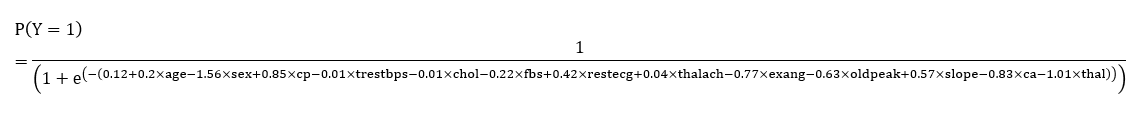 P(Y = 1)
1
= (1 + e(−(0.12+0.2×age−1.56×sex+0.85×cp−0.01×trestbps−0.01×chol−0.22×fbs+0.42×restecg+0.04×thalach−0.77×exang−0.63×oldpeak+0.57×slope−0.83×ca−1.01×thal)))